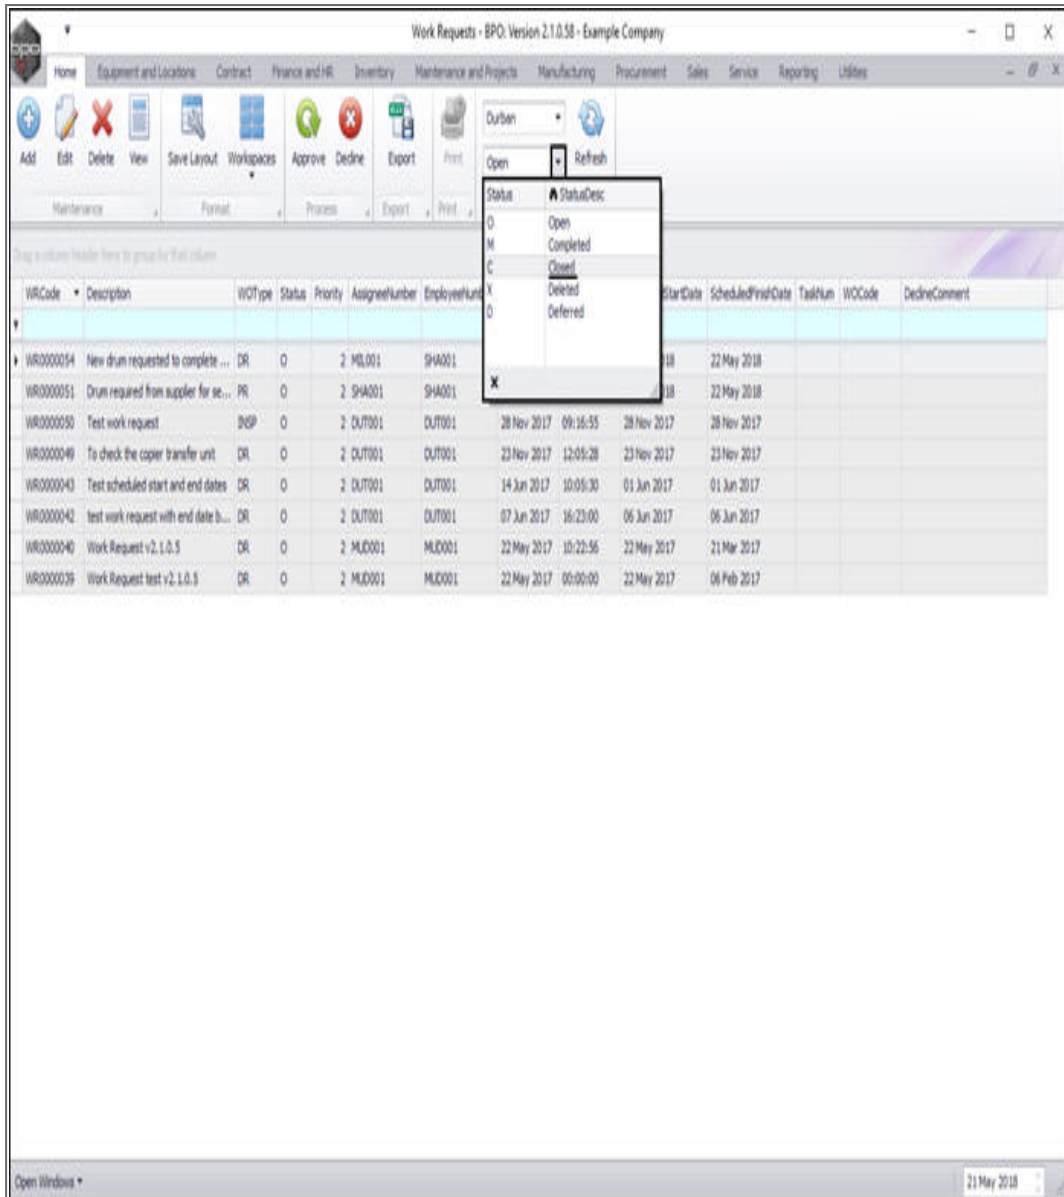 Work Requests - BPO: Version 2.1.0.58 - Example Company
BPO
Home Equipment and Locations Contract Finance and HR Inventory Maintenance and Projects Manufacturing Procurement Sales Service Reporting Utilities
Durban
Add Edit Delete View Save Layout Workspaces Approve Decline Export Print Open Refresh
Maintenance Format Process Export Print
Status StatusDesc
O Open
M Completed
C Closed
X Deleted
D Deferred
Drag a column header here to group by that column
WRCode Description WOType Status Priority AssigneeNumber EmployeeNumb StartDate ScheduledFinishDate TaskNum WOCode DeclineComment
WR0000054 New drum requested to complete ... DR O 2 MIL001 SHA001 18 22 May 2018
WR0000051 Drum required from supplier for se... PR O 2 SHA001 SHA001 18 22 May 2018
WR0000050 Test work request INSP O 2 DUT001 DUT001 28 Nov 2017 09:16:55 28 Nov 2017 28 Nov 2017
WR0000049 To check the copier transfer unit DR O 2 DUT001 DUT001 23 Nov 2017 12:05:28 23 Nov 2017 23 Nov 2017
WR0000043 Test scheduled start and end dates DR O 2 DUT001 DUT001 14 Jun 2017 10:05:30 01 Jun 2017 01 Jun 2017
WR0000042 test work request with end date b... DR O 2 DUT001 DUT001 07 Jun 2017 16:23:00 06 Jun 2017 06 Jun 2017
WR0000040 Work Request v2.1.0.5 DR O 2 MUD001 MUD001 22 May 2017 10:22:56 22 May 2017 21 Mar 2017
WR0000039 Work Request test v2.1.0.5 DR O 2 MUD001 MUD001 22 May 2017 00:00:00 22 May 2017 06 Feb 2017
Open Windows 21 May 2018